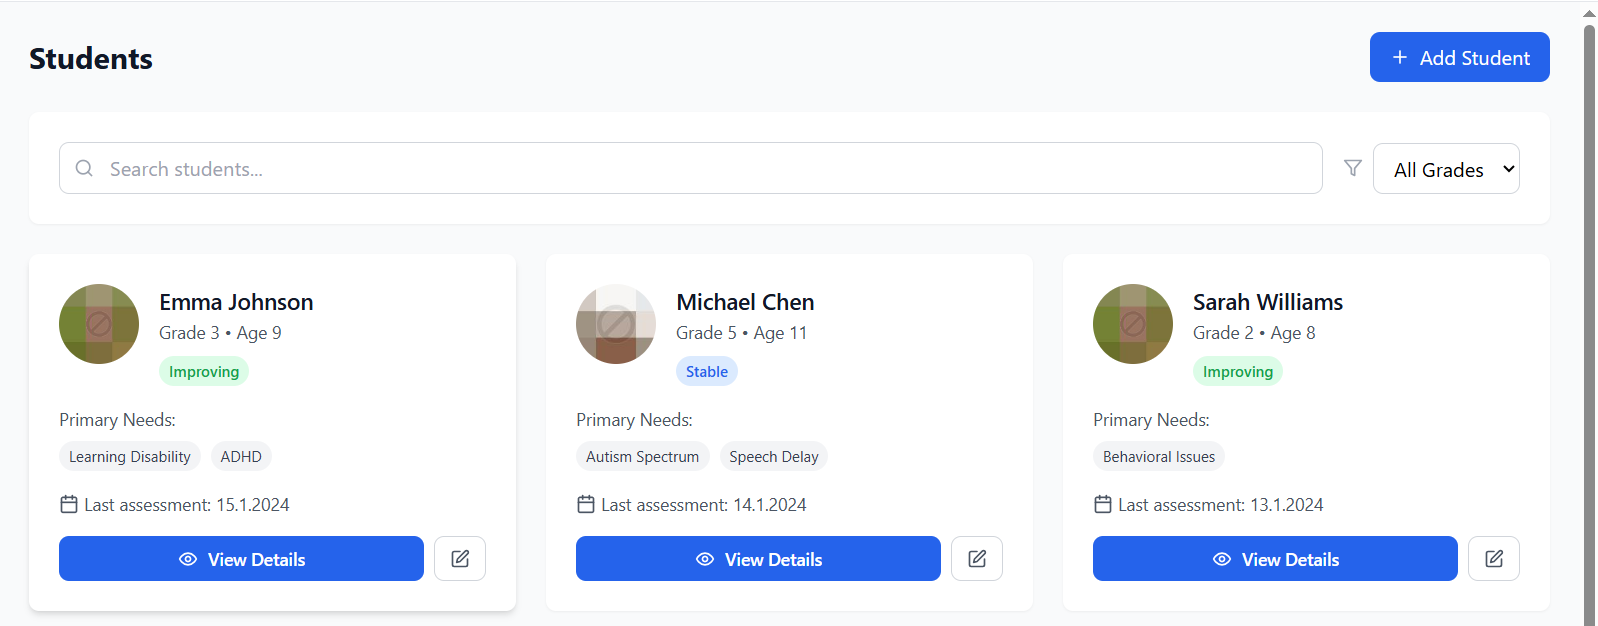 Students
+ Add Student
Search students...
All Grades
Emma Johnson
Grade 3 • Age 9
Improving
Primary Needs:
Learning Disability
ADHD
Last assessment: 15.1.2024
View Details
Michael Chen
Grade 5 • Age 11
Stable
Primary Needs:
Autism Spectrum
Speech Delay
Last assessment: 14.1.2024
View Details
Sarah Williams
Grade 2 • Age 8
Improving
Primary Needs:
Behavioral Issues
Last assessment: 13.1.2024
View Details